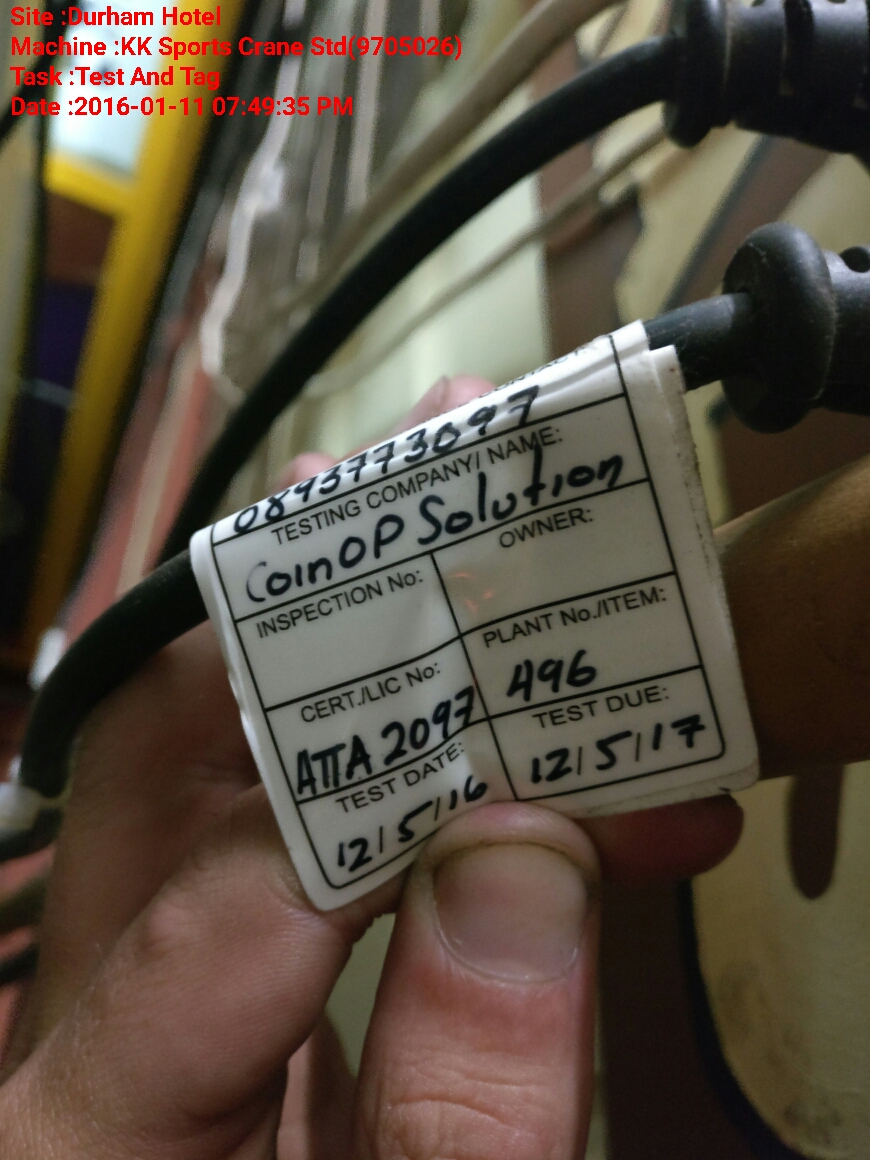 Site :Durham Hotel
Machine :KK Sports Crane Std(9705026)
Task :Test And Tag
Date :2016-01-11 07:49:35 PM
0893773097
TESTING COMPANY/ NAME:
CoinOP Solution
INSPECTION No:
OWNER:
CERT./LIC No:
PLANT No./ITEM:
ATTA 2097
496
TEST DATE:
TEST DUE:
12/5/16
12/5/17